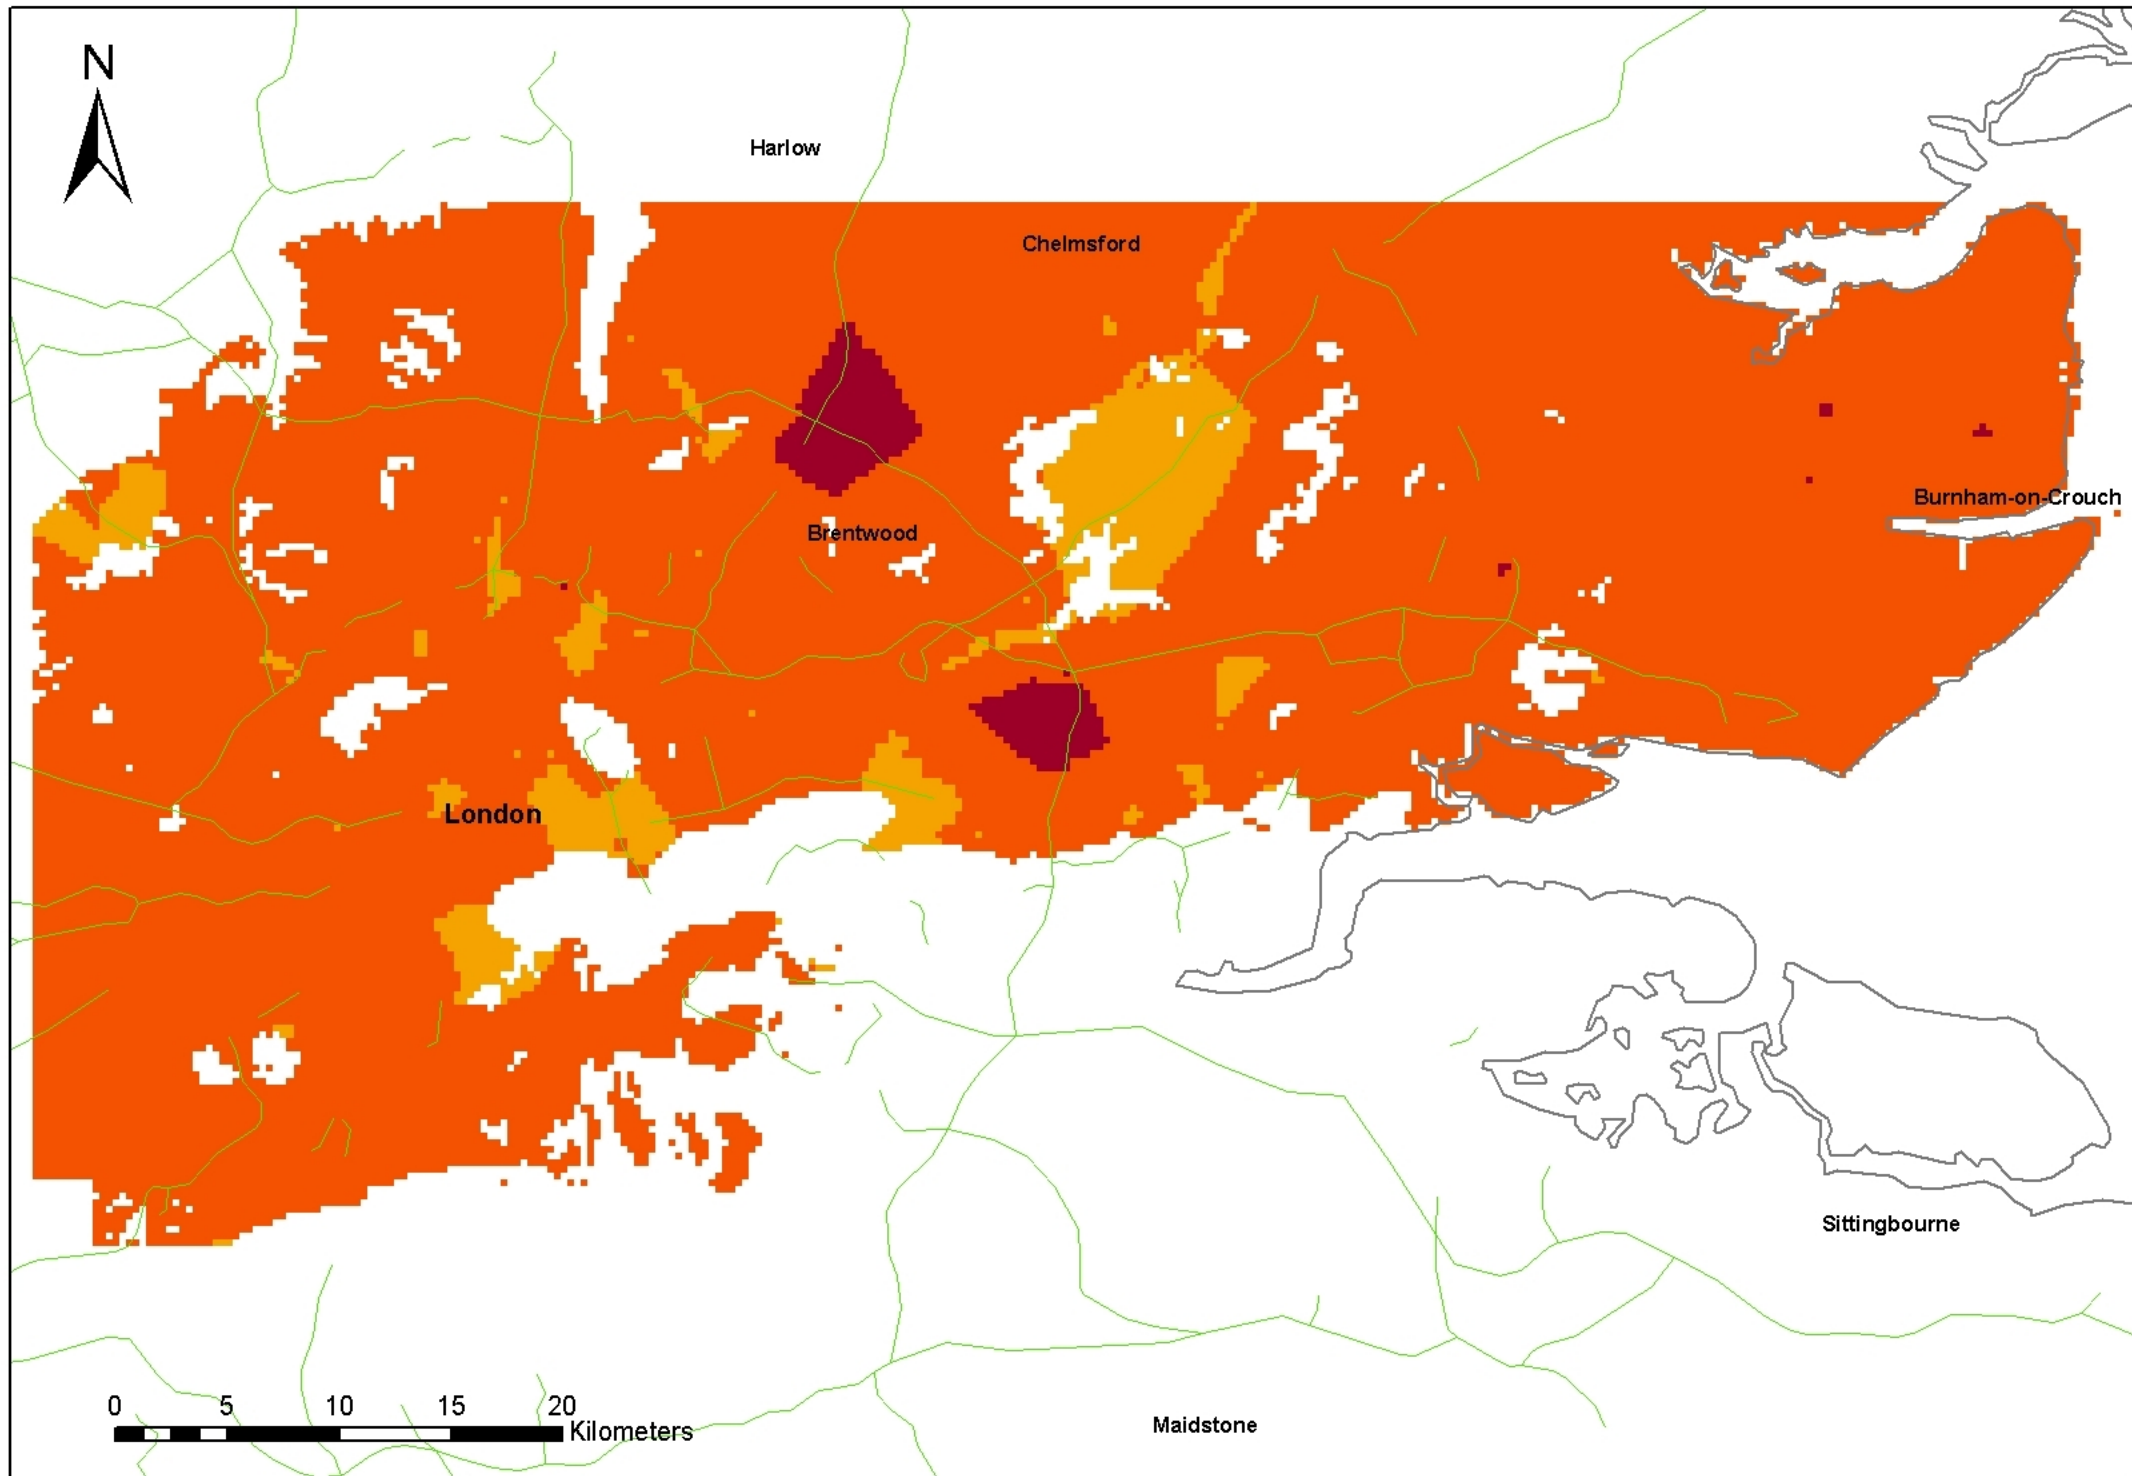 N
Harlow
Chelmsford
Burnham-on-Crouch
Brentwood
London
Sittingbourne
0 5 10 15 20
Kilometers
Maidstone